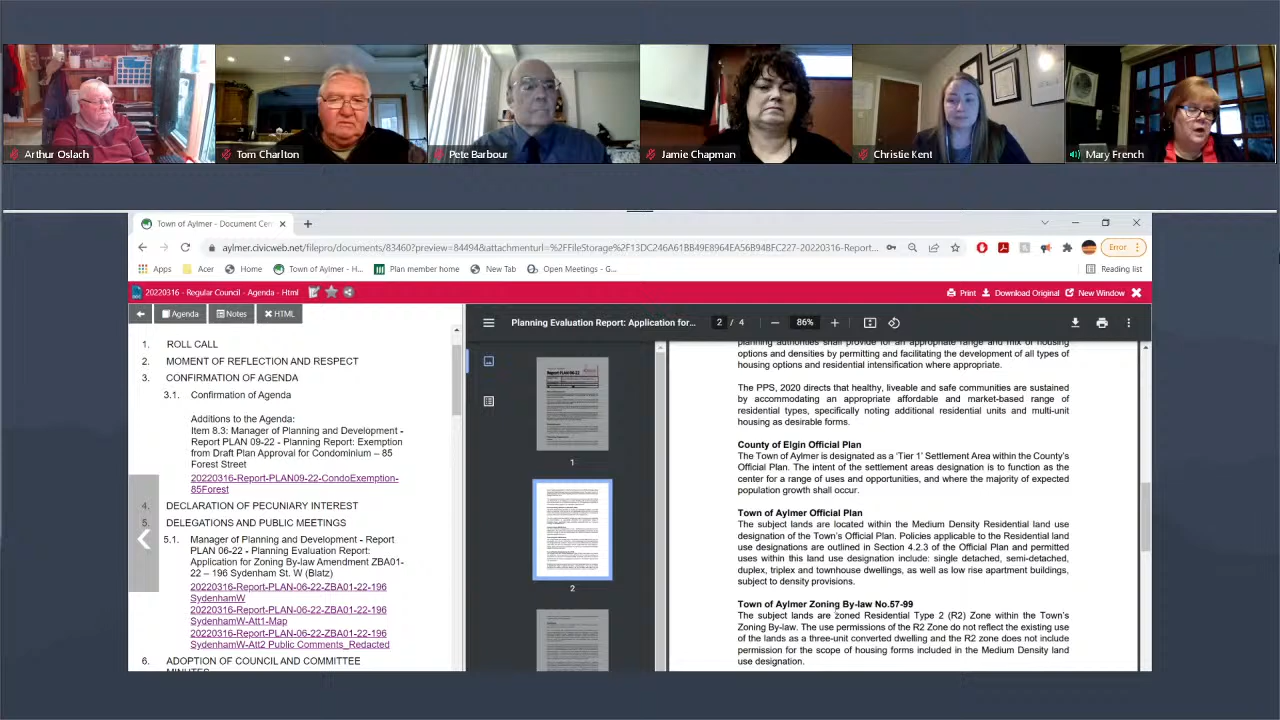 Arthur Oslach
Tom Charlton
Pete Barbour
Jamie Chapman
Christie Kent
Mary French
Town of Aylmer - Document Cen
aylmer.civicweb.net/filepro/documents/83460?preview=84494&attachmenturl=%2FFileStorage%2F13DC246A61BB49E8964EA56B94BFC227-20220316-Report...
Error
Apps
Acer
Home
Town of Aylmer - H...
Plan member home
New Tab
Open Meetings - G...
Reading list
20220316 - Regular Council - Agenda - Html
Print
Download Original
New Window
Agenda
Notes
HTML
1. ROLL CALL
2. MOMENT OF REFLECTION AND RESPECT
3. CONFIRMATION OF AGENDA
3.1. Confirmation of Agenda
Additions to the Agenda:
Item 8.3: Manager of Planning and Development -
Report PLAN 09-22 - Planning Report: Exemption
from Draft Plan Approval for Condominium – 85
Forest Street
20220316-Report-PLAN09-22-CondoExemption-
85Forest
4. DECLARATION OF PECUNIARY INTEREST
5. DELEGATIONS AND PUBLIC MEETINGS
5.1. Manager of Planning and Development - Report
PLAN 06-22 - Planning Evaluation Report:
Application for Zoning By-law Amendment ZBA01-
22 – 196 Sydenham St. W (Blatz)
20220316-Report-PLAN-06-22-ZBA01-22-196
SydenhamW
20220316-Report-PLAN-06-22-ZBA01-22-196
SydenhamW-Att1-Map
20220316-Report-PLAN-06-22-ZBA01-22-196
SydenhamW-Att2 Public Comments_Redacted
6. ADOPTION OF COUNCIL AND COMMITTEE
MINUTES
Planning Evaluation Report: Application for...
2 / 4
86%
1
2
planning authorities shall provide for an appropriate range and mix of housing
options and densities by permitting and facilitating the development of all types of
housing options and residential intensification where appropriate.
The PPS, 2020 directs that healthy, liveable and safe communities are sustained
by accommodating an appropriate affordable and market-based range of
residential types, specifically noting additional residential units and multi-unit
housing as desirable forms.
County of Elgin Official Plan
The Town of Aylmer is designated as a 'Tier 1' Settlement Area within the County's
Official Plan. The intent of the settlement areas designation is to function as the
center for a range of uses and opportunities, and where the majority of expected
population growth shall occur.
Town of Aylmer Official Plan
The subject lands are located within the Medium Density Residential land use
designation of the Town's Official Plan. Policies applicable to the Residential land
use designations are outlined in Section 4.2.3 of the Official Plan and permitted
uses within this land use designation include: single detached, semi-detached,
duplex, triplex and townhouse dwellings, as well as low rise apartment buildings,
subject to density provisions.
Town of Aylmer Zoning By-law No.57-99
The subject lands are zoned Residential Type 2 (R2) Zone within the Town's
Zoning By-law. The use permissions of the R2 Zone do not reflect the existing use
of the lands as a three-unit converted dwelling and the R2 zone does not include
permission for the scope of housing forms included in the Medium Density land
use designation.